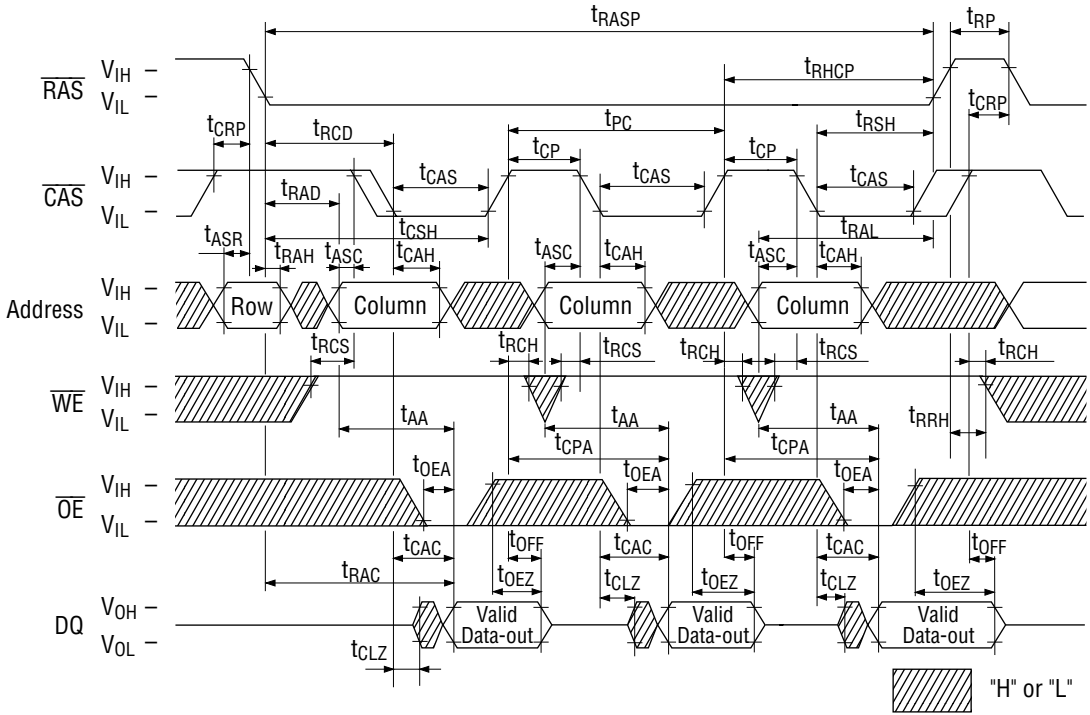 tRASP tRP
RAS VIH VIL tRHCP
tCRP tRCD tPC tRSH tCRP
tCP tCP
CAS VIH VIL tRAD tCAS tCAS tCAS
tCSH tRAL
tASR tRAH tASC tCAH tASC tCAH tASC tCAH
Address VIH VIL Row Column Column Column
tRCS tRCH tRCS tRCH tRCS tRCH
WE VIH VIL
tAA tAA tAA tRRH
tCPA tCPA
tOEA tOEA tOEA
OE VIH VIL
tCAC tOFF tCAC tOFF tCAC tOFF
tRAC tOEZ tCLZ tOEZ tCLZ tOEZ
DQ VOH VOL
Valid Data-out
Valid Data-out
Valid Data-out
tCLZ
"H" or "L"